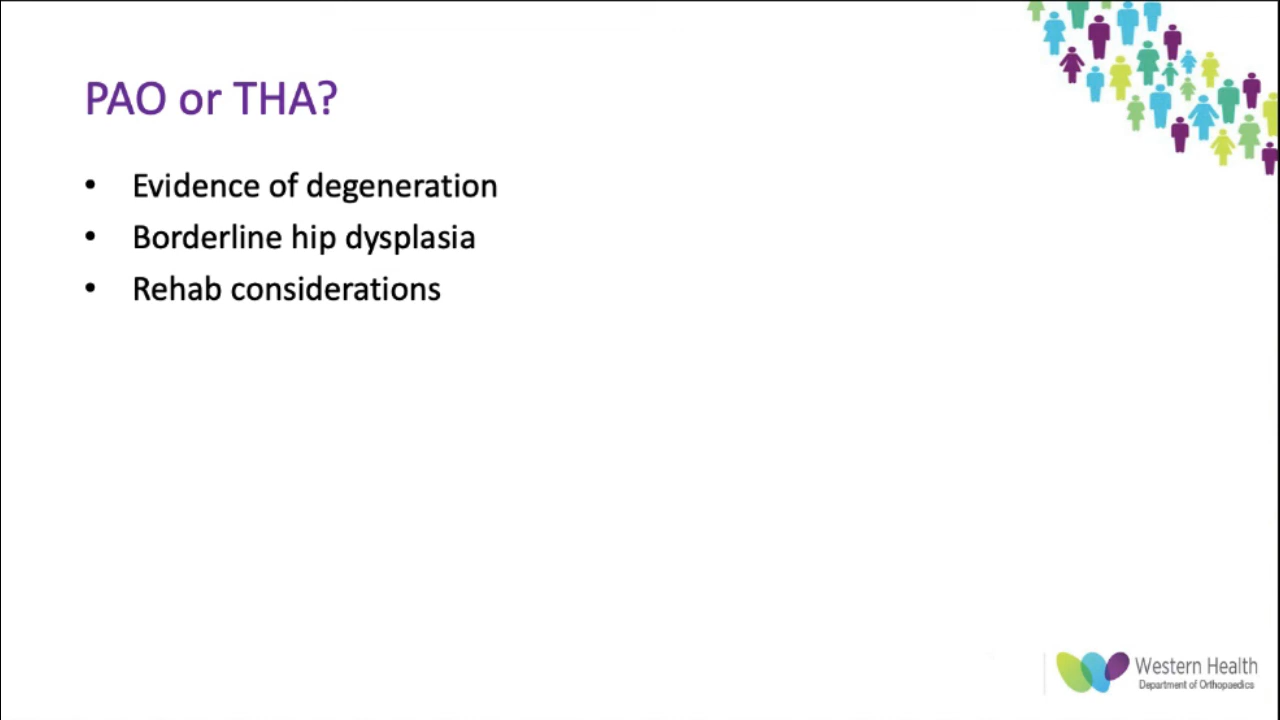 PAO or THA?
• Evidence of degeneration
• Borderline hip dysplasia
• Rehab considerations
Western Health
Department of Orthopaedics